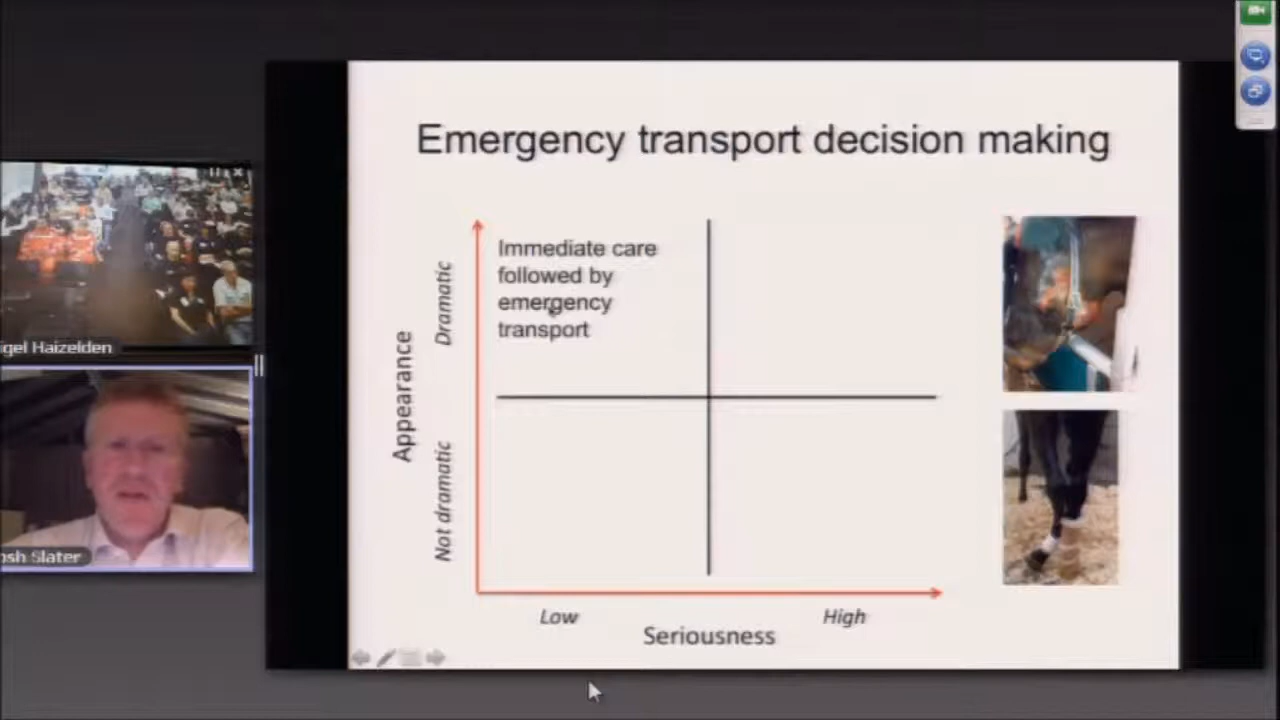 Emergency transport decision making
Immediate care
followed by
emergency
transport
Appearance
Dramatic
Not dramatic
Low
High
Seriousness
igel Haizelden
osh Slater